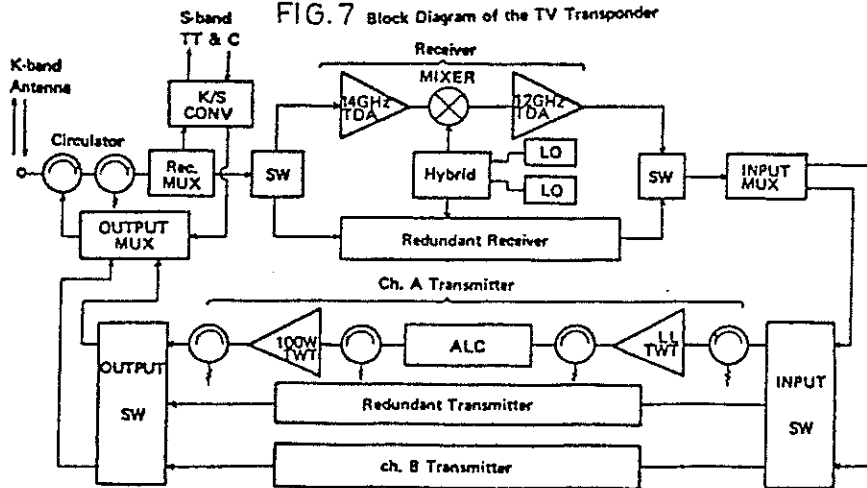 FIG.7 Block Diagram of the TV Transponder
S-band
TT & C
K-band
Antenna
K/S
CONV
Circulator
Rec.
MUX
OUTPUT
MUX
SW
Receiver
14GHz
TDA
MIXER
12GHz
TDA
Hybrid
LO
LO
Redundant Receiver
SW
INPUT
MUX
Ch. A Transmitter
OUTPUT
SW
100W
TWT
ALC
LL
TWT
INPUT
SW
Redundant Transmitter
ch. B Transmitter